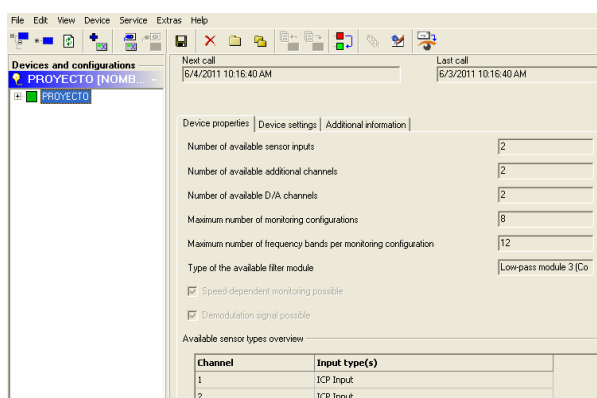 File Edit View Device Service Extras Help
Devices and configurations
PROYECTO [NOMB...
PROYECTO
Next call
Last call
6/4/2011 10:16:40 AM
6/3/2011 10:16:40 AM
Device properties Device settings Additional information
Number of available sensor inputs 2
Number of available additional channels 2
Number of available D/A channels 2
Maximum number of monitoring configurations 8
Maximum number of frequency bands per monitoring configuration 12
Type of the available filter module Low-pass module 3 (Co
Speed-dependent monitoring possible
Demodulation signal possible
Available sensor types overview
Channel Input type(s)
1 ICP Input
2 ICP Input